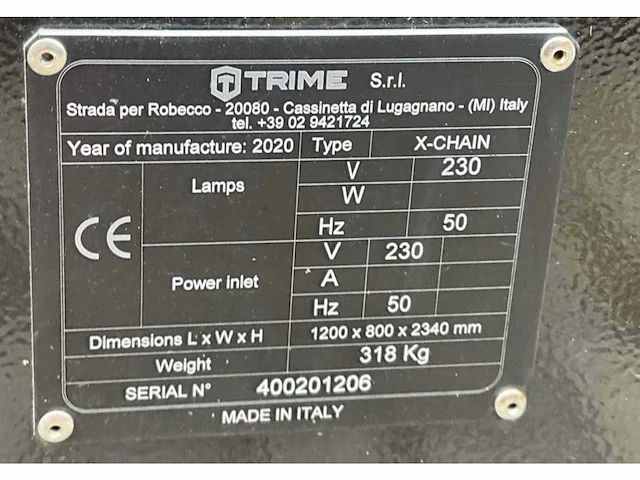 TRIME S.r.l.
Strada per Robecco - 20080 - Cassinetta di Lugagnano - (MI) Italy
tel. +39 02 9421724
Year of manufacture: 2020 Type X-CHAIN
CE
Lamps
V 230
W
Hz 50
Power inlet
V 230
A
Hz 50
Dimensions L x W x H 1200 x 800 x 2340 mm
Weight 318 Kg
SERIAL N° 400201206
MADE IN ITALY